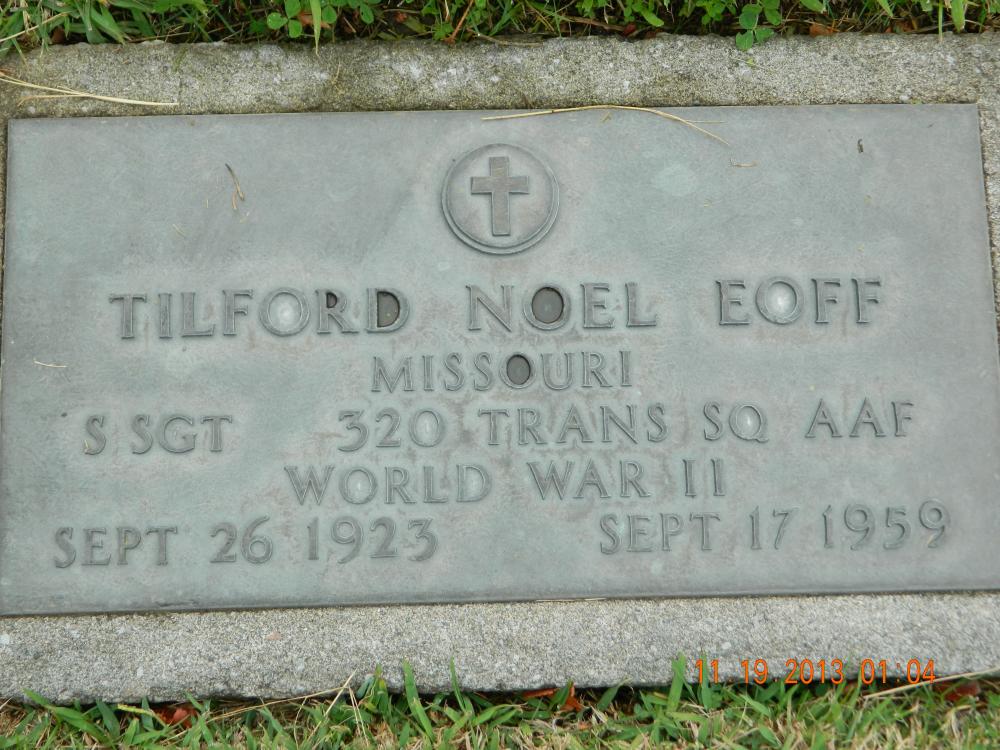 TILFORD NOEL EOFF
MISSOURI
S SGT 320 TRANS SQ AAF
WORLD WAR II
SEPT 26 1923 SEPT 17 1959
11 19 2013 01:04